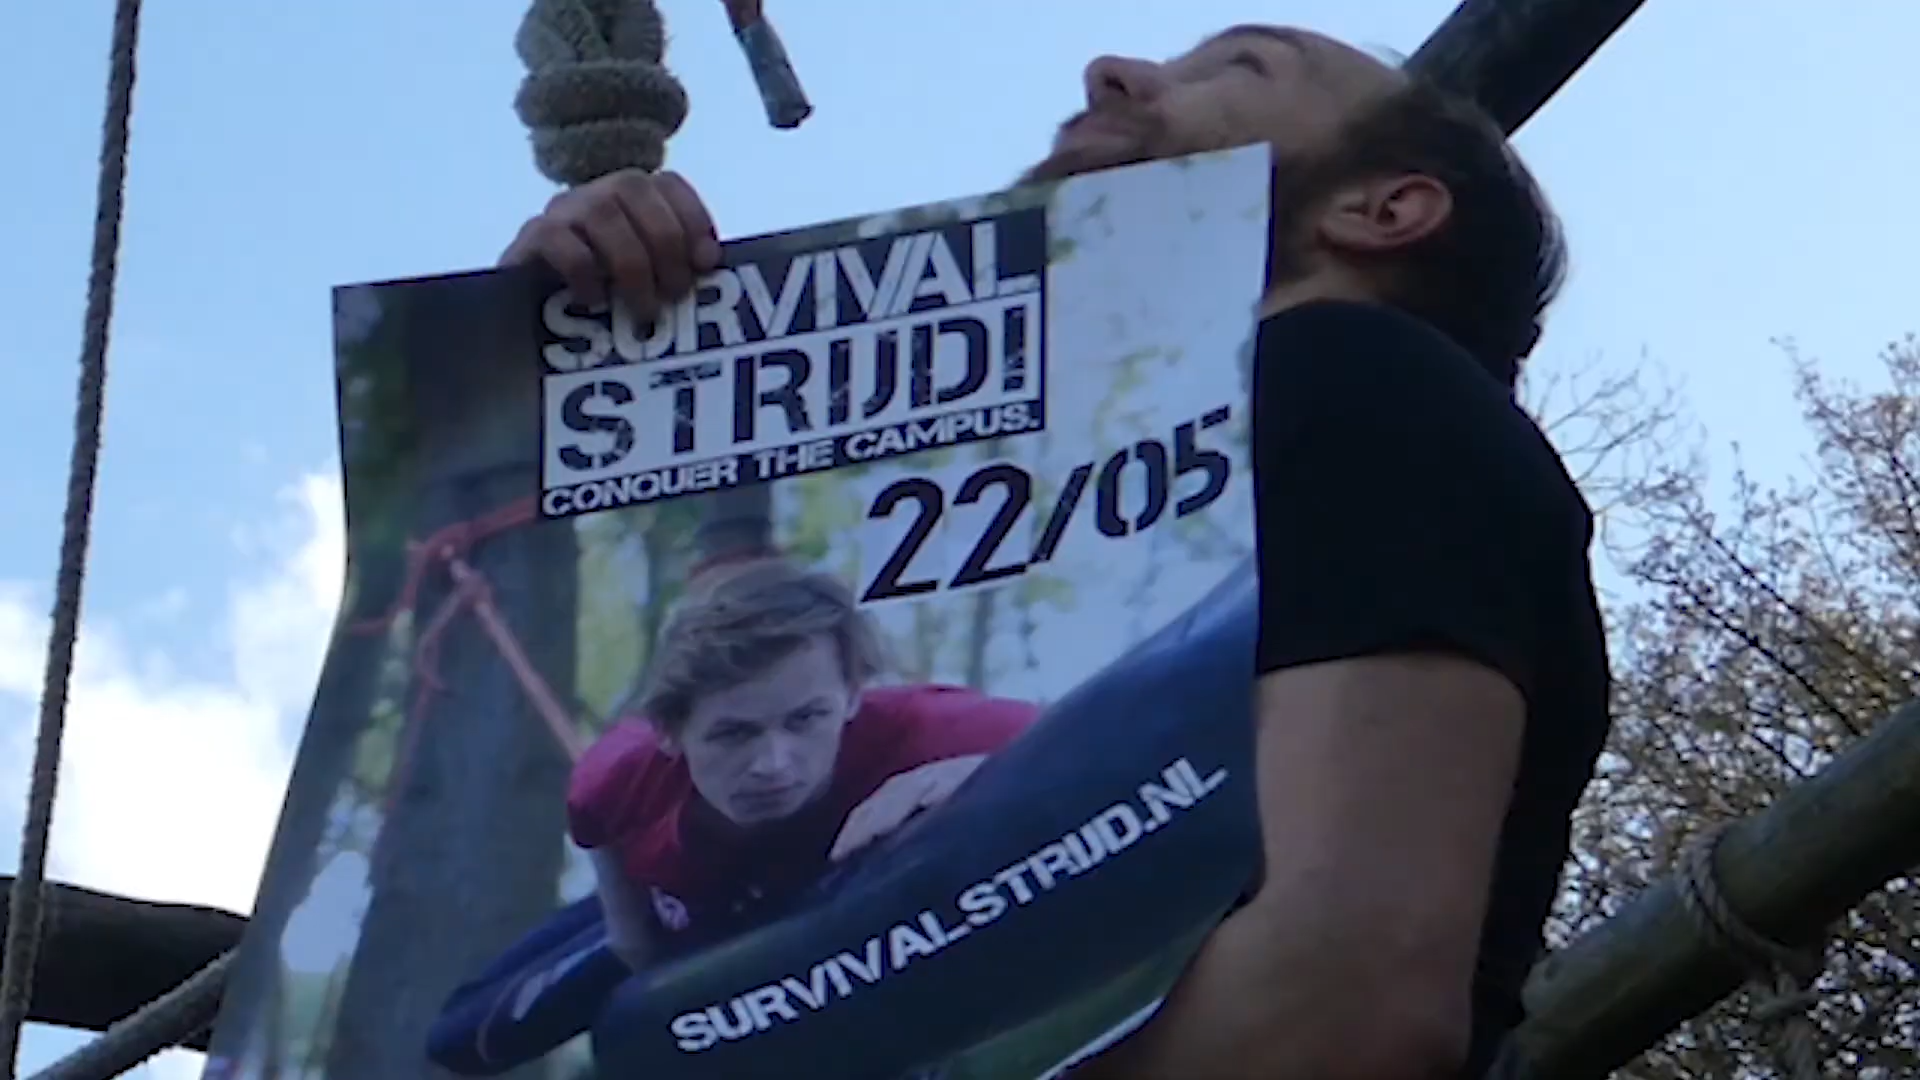 SURVIVAL
STRIJD!
CONQUER THE CAMPUS.
22/05
SURVIVALSTRIJD.NL